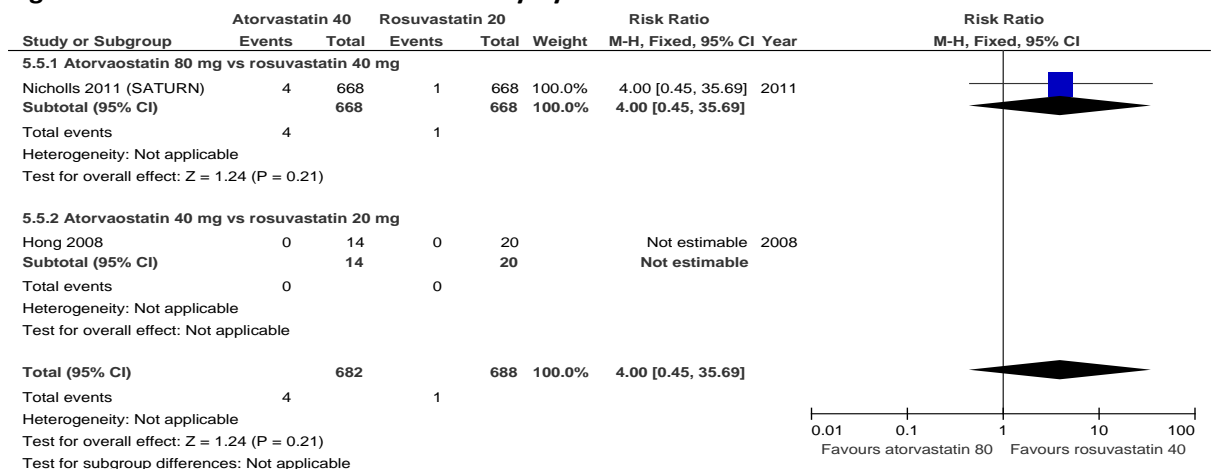 Atorvastatin 40 Rosuvastatin 20 Risk Ratio Risk Ratio
Study or Subgroup Events Total Events Total Weight M-H, Fixed, 95% CI Year M-H, Fixed, 95% CI
5.5.1 Atorvaostatin 80 mg vs rosuvastatin 40 mg
Nicholls 2011 (SATURN) 4 668 1 668 100.0% 4.00 [0.45, 35.69] 2011
Subtotal (95% CI) 668 668 100.0% 4.00 [0.45, 35.69]
Total events 4 1
Heterogeneity: Not applicable
Test for overall effect: Z = 1.24 (P = 0.21)
5.5.2 Atorvaostatin 40 mg vs rosuvastatin 20 mg
Hong 2008 0 14 0 20 Not estimable 2008
Subtotal (95% CI) 14 20 Not estimable
Total events 0 0
Heterogeneity: Not applicable
Test for overall effect: Not applicable
Total (95% CI) 682 688 100.0% 4.00 [0.45, 35.69]
Total events 4 1
Heterogeneity: Not applicable
Test for overall effect: Z = 1.24 (P = 0.21)
Test for subgroup differences: Not applicable
0.01 0.1 1 10 100
Favours atorvastatin 80 Favours rosuvastatin 40